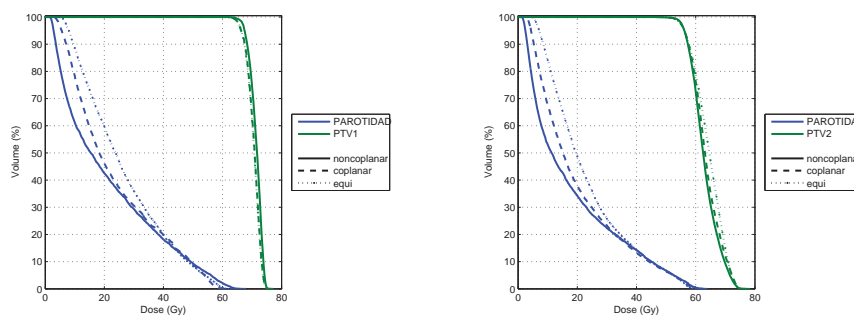 100
90
80
70
60
50
40
30
20
10
0
Volume (%)
0 20 40 60 80
Dose (Gy)
PAROTIDAD
PTV1
noncoplanar
coplanar
equi
100
90
80
70
60
50
40
30
20
10
0
Volume (%)
0 20 40 60 80
Dose (Gy)
PAROTIDA
PTV2
noncoplana
coplanar
equi